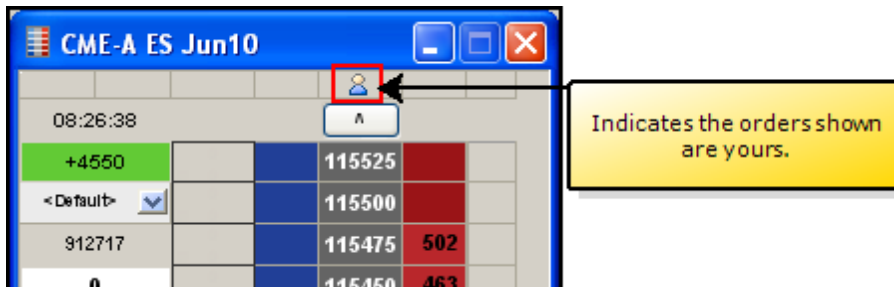 CME-A ES Jun10
08:26:38
^
+4550
115525
<Default>
115500
912717
115475 502
0
115450 463
Indicates the orders shown
are yours.